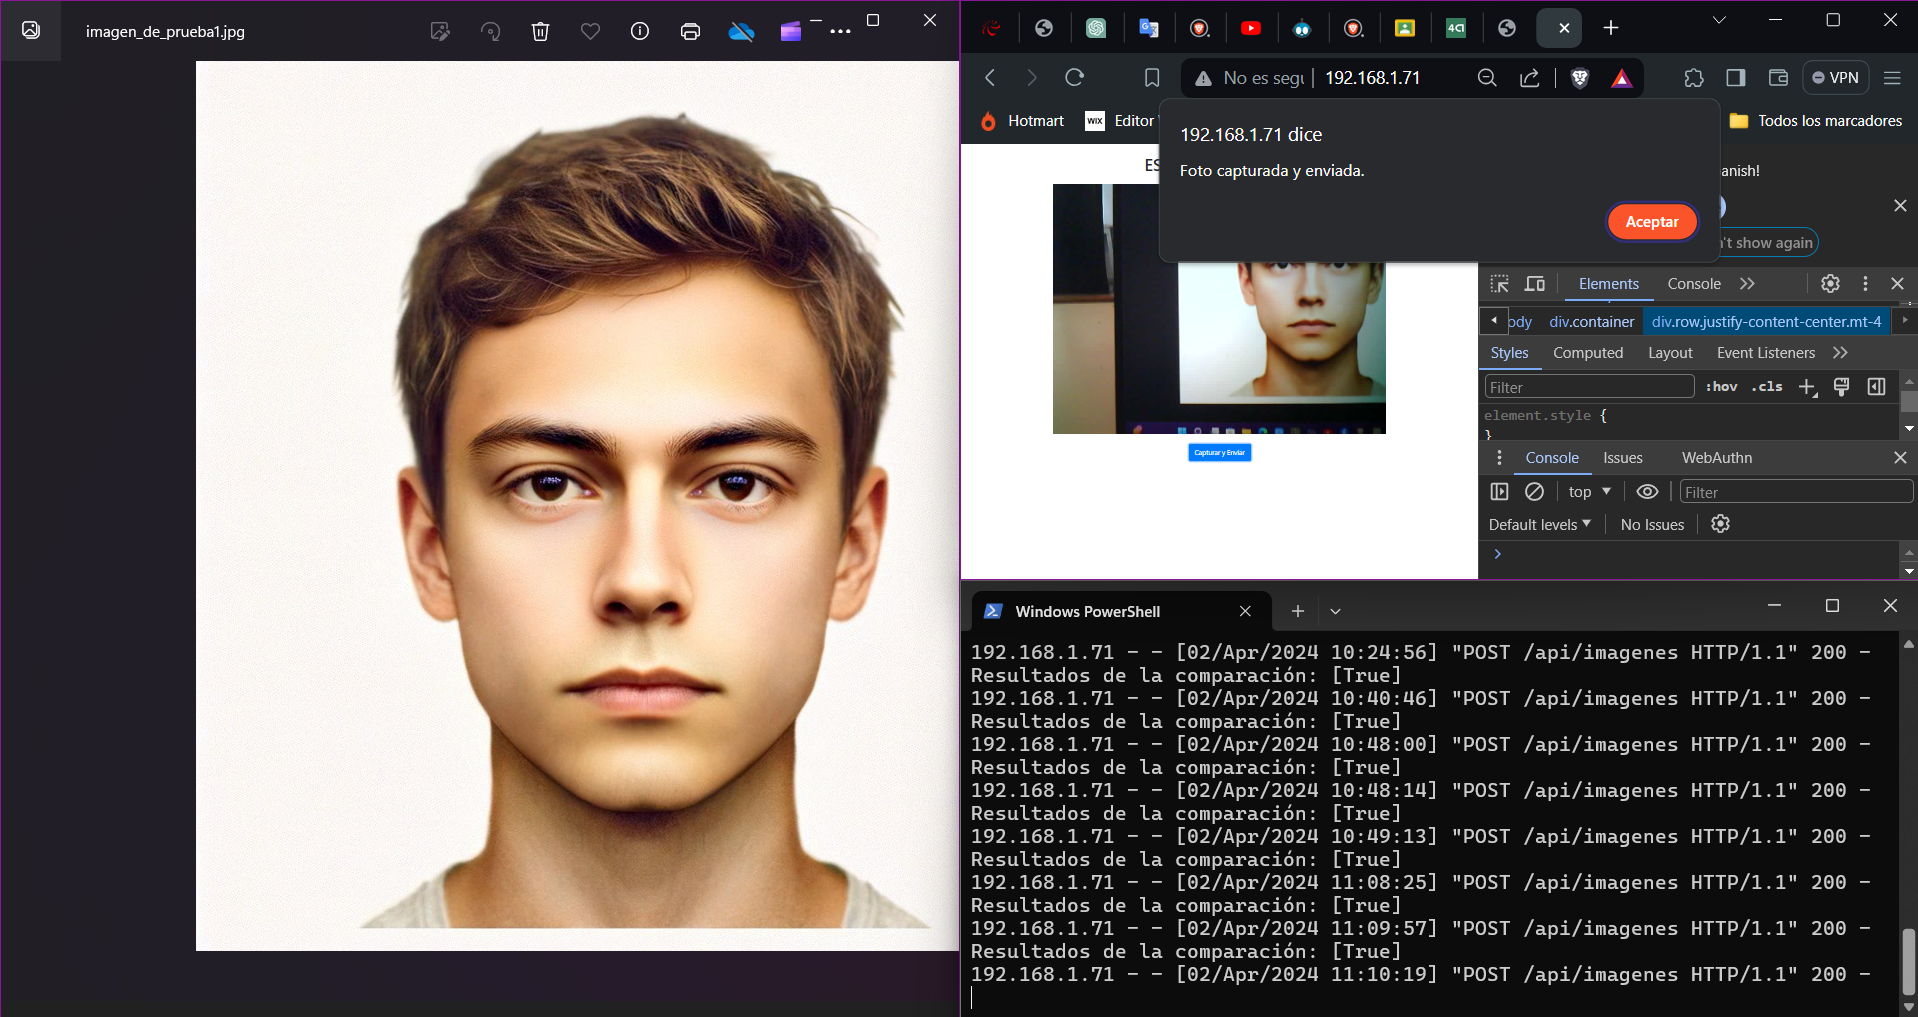 imagen_de_prueba1.jpg
4CI
No es segu
192.168.1.71
VPN
Hotmart
WIX
Editor
Todos los marcadores
192.168.1.71 dice
Foto capturada y enviada.
Aceptar
ES
anish!
't show again
Capturar y Enviar
Elements
Console
ody
div.container
div.row.justify-content-center.mt-4
Styles
Computed
Layout
Event Listeners
Filter
:hov
.cls
element.style {
}
Console
Issues
WebAuthn
top
Filter
Default levels
No Issues
Windows PowerShell
192.168.1.71 - - [02/Apr/2024 10:24:56] "POST /api/imagenes HTTP/1.1" 200 -
Resultados de la comparación: [True]
192.168.1.71 - - [02/Apr/2024 10:40:46] "POST /api/imagenes HTTP/1.1" 200 -
Resultados de la comparación: [True]
192.168.1.71 - - [02/Apr/2024 10:48:00] "POST /api/imagenes HTTP/1.1" 200 -
Resultados de la comparación: [True]
192.168.1.71 - - [02/Apr/2024 10:48:14] "POST /api/imagenes HTTP/1.1" 200 -
Resultados de la comparación: [True]
192.168.1.71 - - [02/Apr/2024 10:49:13] "POST /api/imagenes HTTP/1.1" 200 -
Resultados de la comparación: [True]
192.168.1.71 - - [02/Apr/2024 11:08:25] "POST /api/imagenes HTTP/1.1" 200 -
Resultados de la comparación: [True]
192.168.1.71 - - [02/Apr/2024 11:09:57] "POST /api/imagenes HTTP/1.1" 200 -
Resultados de la comparación: [True]
192.168.1.71 - - [02/Apr/2024 11:10:19] "POST /api/imagenes HTTP/1.1" 200 -